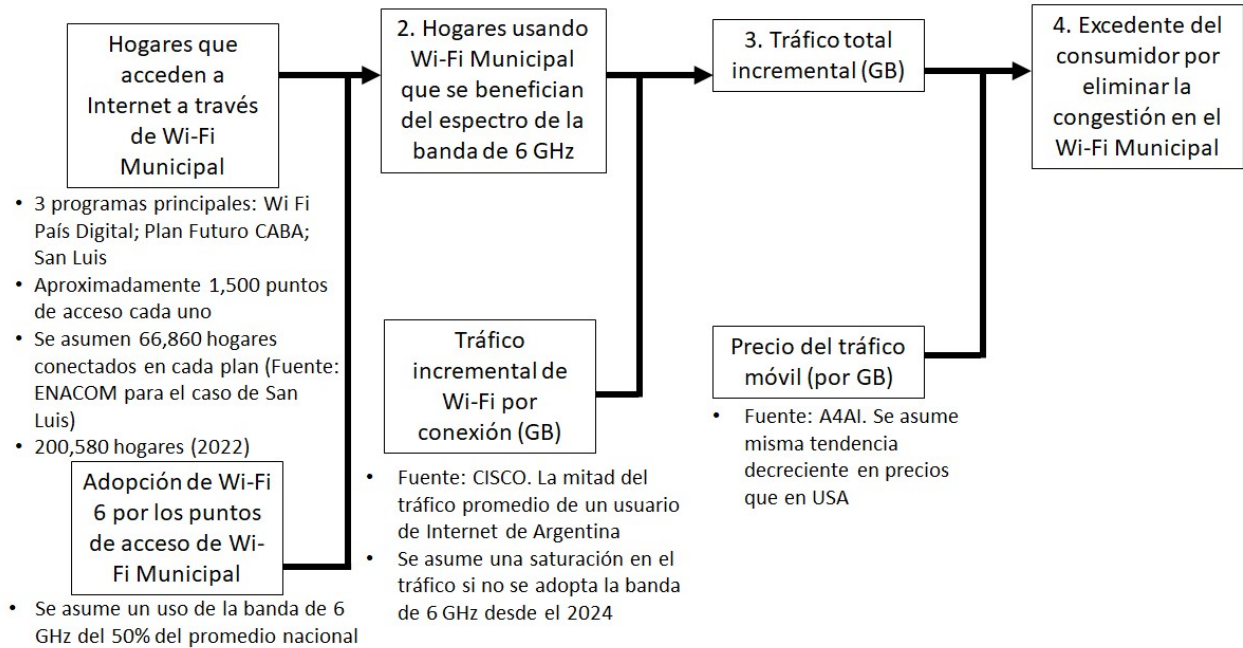 Hogares que
acceden a
Internet a través
de Wi-Fi
Municipal
• 3 programas principales: Wi Fi
País Digital; Plan Futuro CABA;
San Luis
• Aproximadamente 1,500 puntos
de acceso cada uno
• Se asumen 66,860 hogares
conectados en cada plan (Fuente:
ENACOM para el caso de San
Luis)
• 200,580 hogares (2022)
Adopción de Wi-Fi
6 por los puntos
de acceso de Wi-
Fi Municipal
• Se asume un uso de la banda de 6
GHz del 50% del promedio nacional
2. Hogares usando
Wi-Fi Municipal
que se benefician
del espectro de la
banda de 6 GHz
Tráfico
incremental de
Wi-Fi por
conexión (GB)
• Fuente: CISCO. La mitad del
tráfico promedio de un usuario
de Internet de Argentina
• Se asume una saturación en el
tráfico si no se adopta la banda
de 6 GHz desde el 2024
3. Tráfico total
incremental (GB)
Precio del tráfico
móvil (por GB)
• Fuente: A4AI. Se asume
misma tendencia
decreciente en precios
que en USA
4. Excedente del
consumidor por
eliminar la
congestión en el
Wi-Fi Municipal